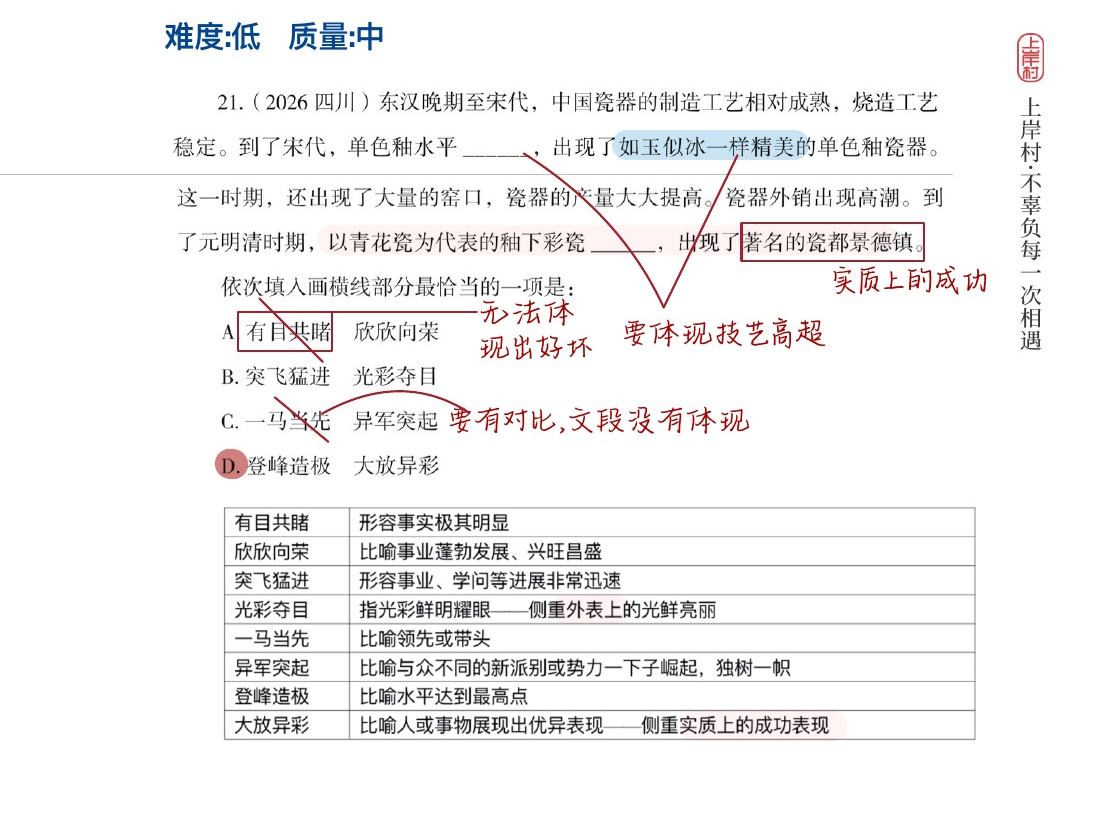 难度:低　质量:中
上岸村
上岸村·不辜负每一次相遇
21.（2026 四川）东汉晚期至宋代，中国瓷器的制造工艺相对成熟，烧造工艺
稳定。到了宋代，单色釉水平 ______，出现了如玉似冰一样精美的单色釉瓷器。
这一时期，还出现了大量的窑口，瓷器的产量大大提高。瓷器外销出现高潮。到
了元明清时期，以青花瓷为代表的釉下彩瓷 ______，出现了著名的瓷都景德镇。
实质上的成功
依次填入画横线部分最恰当的一项是：
A. 有目共睹　欣欣向荣
无法体
现出好坏
要体现技艺高超
B. 突飞猛进　光彩夺目
C. 一马当先　异军突起
要有对比,文段没有体现
D. 登峰造极　大放异彩
有目共睹　形容事实极其明显
欣欣向荣　比喻事业蓬勃发展、兴旺昌盛
突飞猛进　形容事业、学问等进展非常迅速
光彩夺目　指光彩鲜明耀眼——侧重外表上的光鲜亮丽
一马当先　比喻领先或带头
异军突起　比喻与众不同的新派别或势力一下子崛起，独树一帜
登峰造极　比喻水平达到最高点
大放异彩　比喻人或事物展现出优异表现——侧重实质上的成功表现